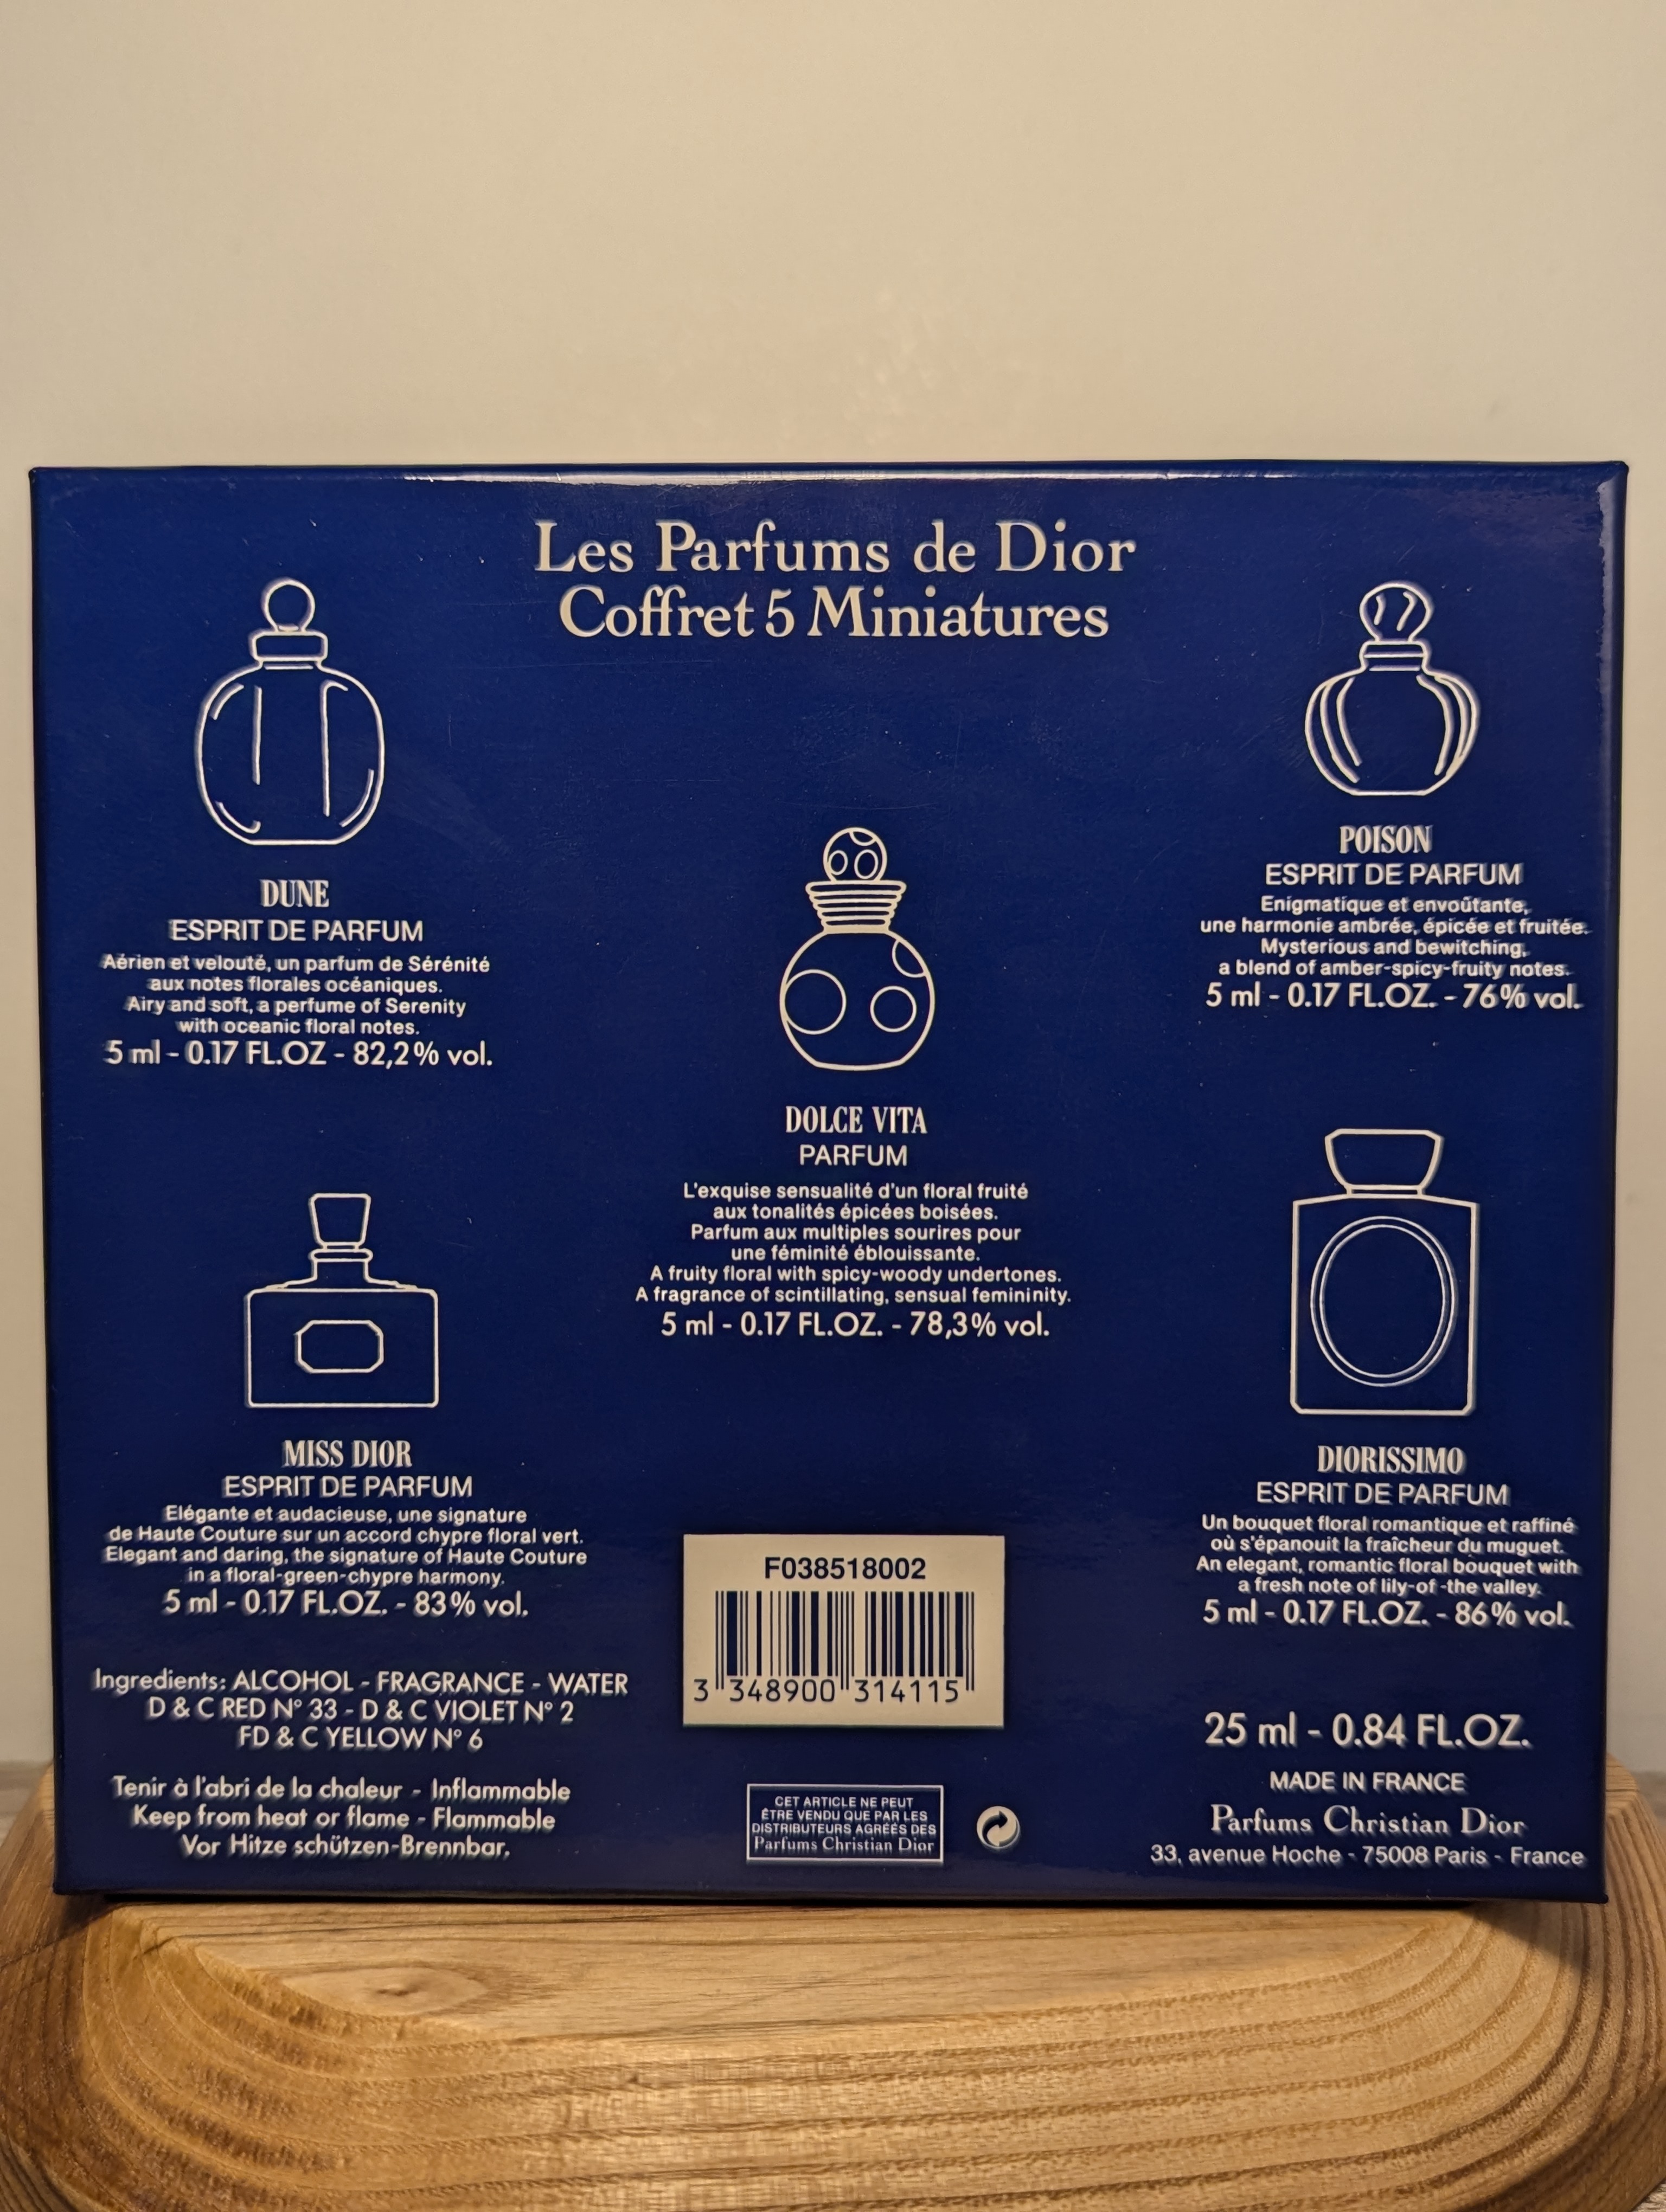 Les Parfums de Dior
Coffret 5 Miniatures
DUNE
ESPRIT DE PARFUM
Aérien et velouté, un parfum de Sérénité
aux notes florales océaniques.
Airy and soft, a perfume of Serenity
with oceanic floral notes.
5 ml - 0.17 FL.OZ - 82,2% vol.
POISON
ESPRIT DE PARFUM
Enigmatique et envoûtante,
une harmonie ambrée, épicée et fruitée.
Mysterious and bewitching,
a blend of amber-spicy-fruity notes.
5 ml - 0.17 FL.OZ. - 76% vol.
DOLCE VITA
PARFUM
L'exquise sensualité d'un floral fruité
aux tonalités épicées boisées.
Parfum aux multiples sourires pour
une féminité éblouissante.
A fruity floral with spicy-woody undertones.
A fragrance of scintillating, sensual femininity.
5 ml - 0.17 FL.OZ. - 78,3% vol.
MISS DIOR
ESPRIT DE PARFUM
Elégante et audacieuse, une signature
de Haute Couture sur un accord chypre floral vert.
Elegant and daring, the signature of Haute Couture
in a floral-green-chypre harmony.
5 ml - 0.17 FL.OZ. - 83% vol.
DIORISSIMO
ESPRIT DE PARFUM
Un bouquet floral romantique et raffiné
où s'épanouit la fraîcheur du muguet.
An elegant, romantic floral bouquet with
a fresh note of lily-of -the valley.
5 ml - 0.17 FL.OZ. - 86% vol.
Ingredients: ALCOHOL - FRAGRANCE - WATER
D & C RED N° 33 - D & C VIOLET N° 2
FD & C YELLOW N° 6
Tenir à l'abri de la chaleur - Inflammable
Keep from heat or flame - Flammable
Vor Hitze schützen-Brennbar.
F038518002
3 348900 314115
CET ARTICLE NE PEUT
ÊTRE VENDU QUE PAR LES
DISTRIBUTEURS AGRÉÉS DES
Parfums Christian Dior
25 ml - 0.84 FL.OZ.
MADE IN FRANCE
Parfums Christian Dior
33, avenue Hoche - 75008 Paris - France